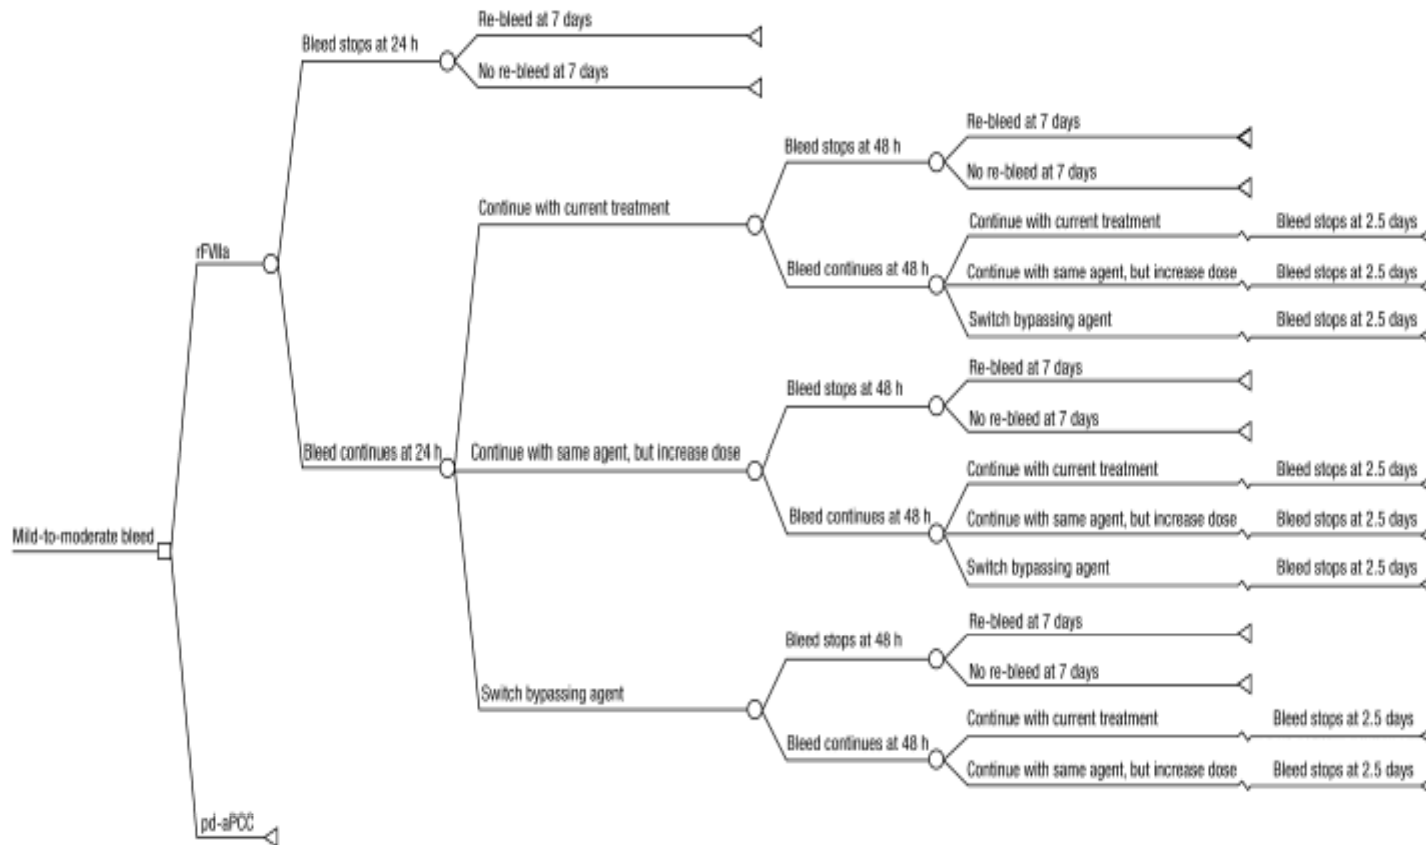 Re-bleed at 7 days
Bleed stops at 24 h
No re-bleed at 7 days
Re-bleed at 7 days
Bleed stops at 48 h
No re-bleed at 7 days
Continue with current treatment
Continue with current treatment Bleed stops at 2.5 days
rFVIIa
Bleed continues at 48 h
Continue with same agent, but increase dose Bleed stops at 2.5 days
Switch bypassing agent Bleed stops at 2.5 days
Re-bleed at 7 days
Bleed stops at 48 h
No re-bleed at 7 days
Bleed continues at 24 h
Continue with same agent, but increase dose
Continue with current treatment Bleed stops at 2.5 days
Bleed continues at 48 h
Continue with same agent, but increase dose Bleed stops at 2.5 days
Mild-to-moderate bleed
Switch bypassing agent Bleed stops at 2.5 days
Re-bleed at 7 days
Bleed stops at 48 h
No re-bleed at 7 days
Switch bypassing agent
Continue with current treatment Bleed stops at 2.5 days
Bleed continues at 48 h
Continue with same agent, but increase dose Bleed stops at 2.5 days
pd-aPCC